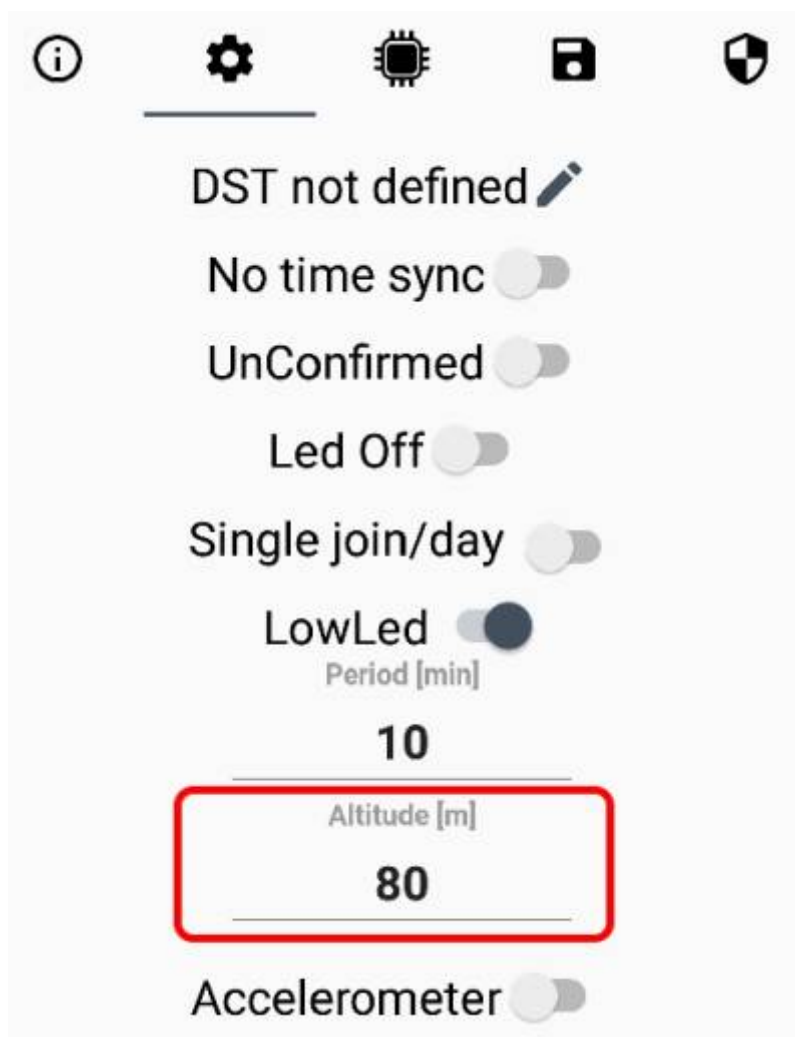 DST not defined
No time sync
UnConfirmed
Led Off
Single join/day
LowLed
Period [min]
10
Altitude [m]
80
Accelerometer